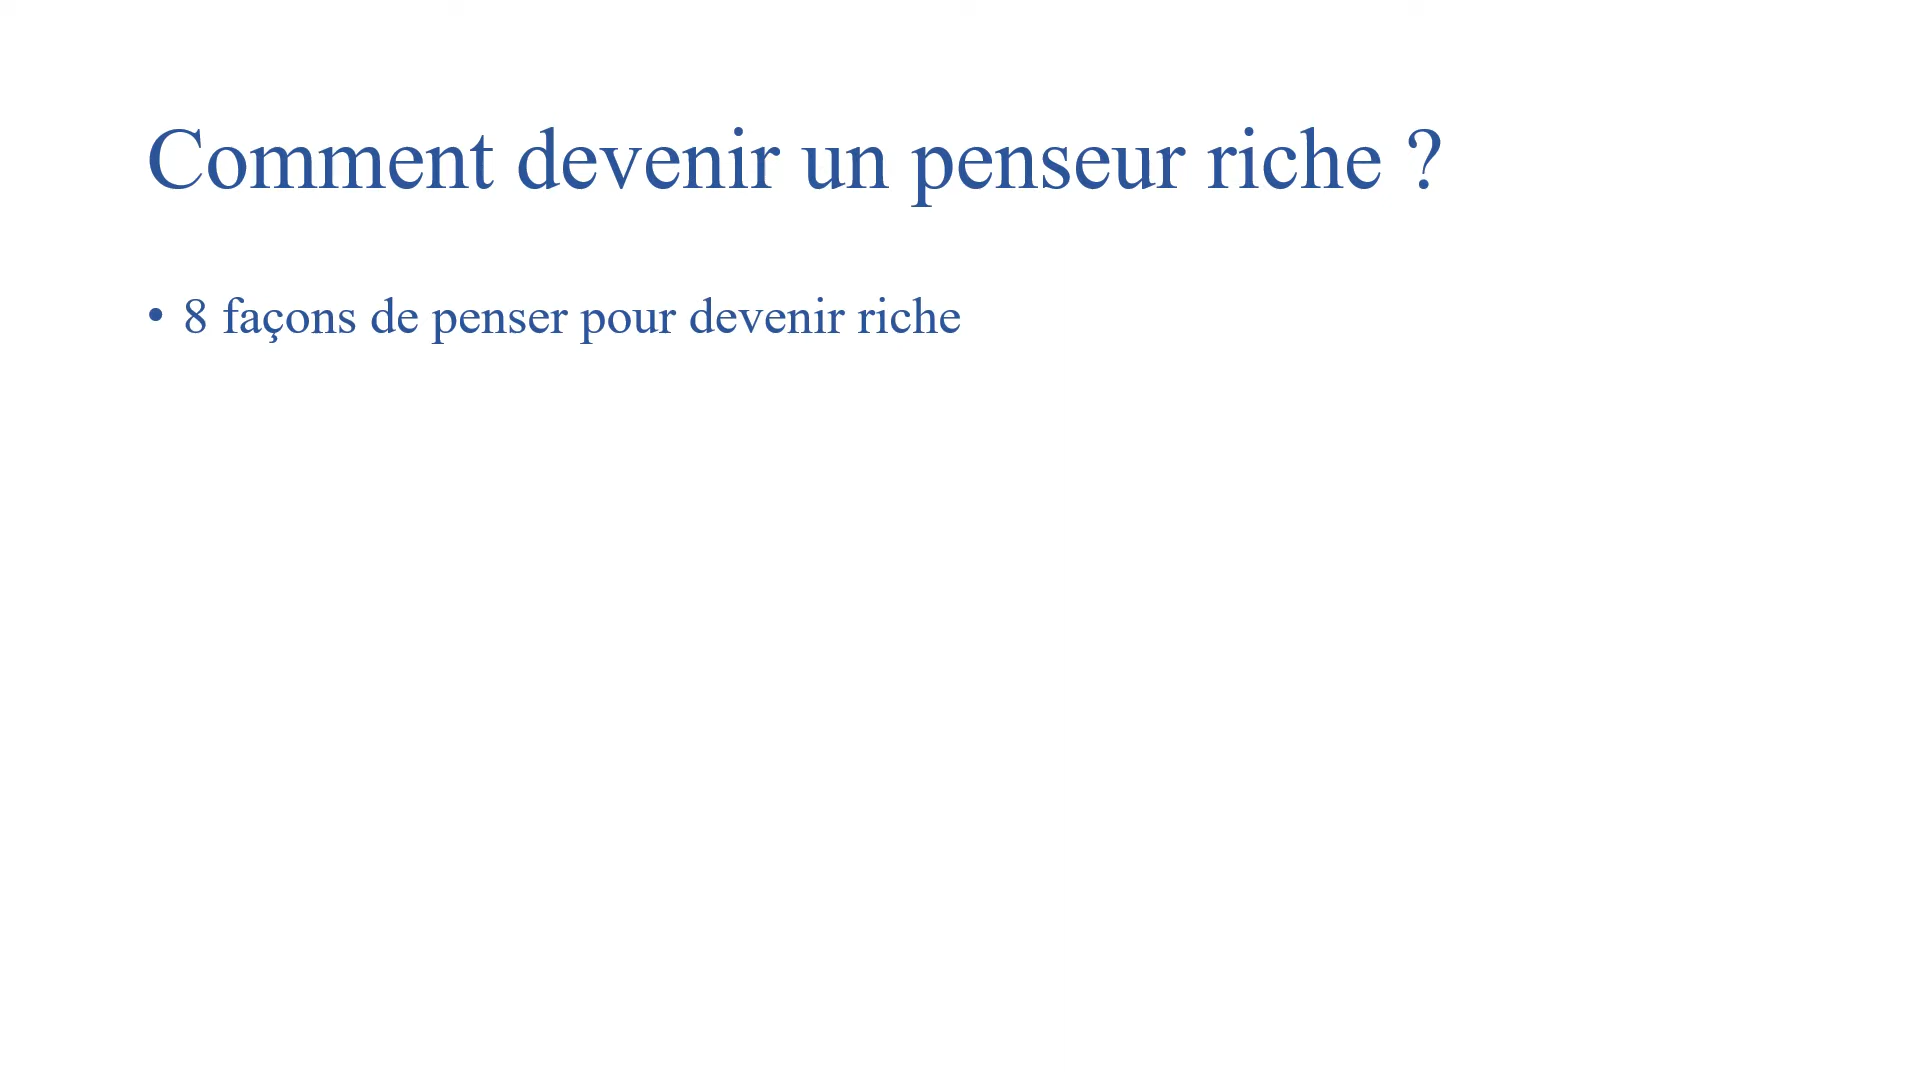 Comment devenir un penseur riche ?
• 8 façons de penser pour devenir riche